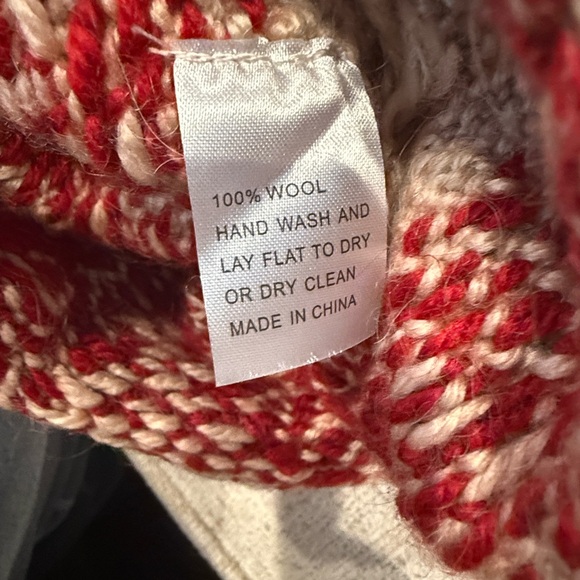 100% WOOL
HAND WASH AND
LAY FLAT TO DRY
OR DRY CLEAN
MADE IN CHINA